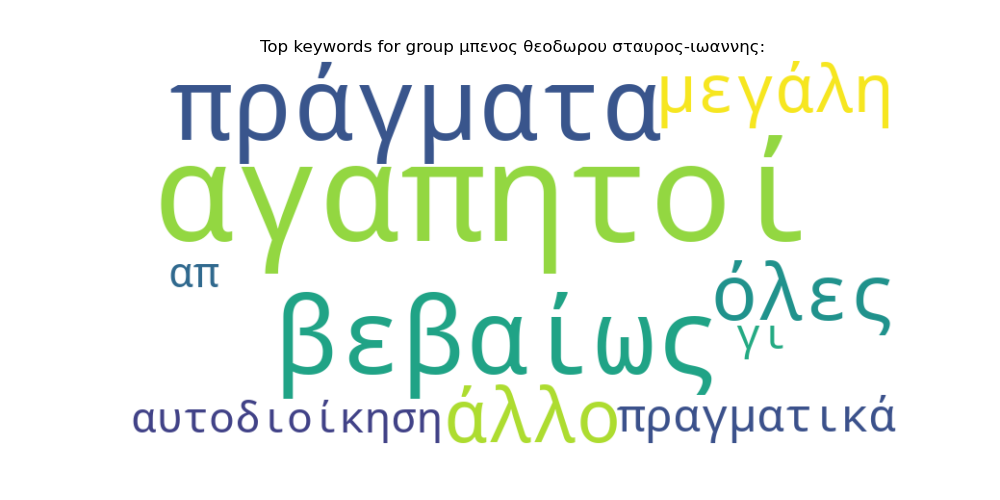 Top keywords for group μπενος θεοδωρου σταυρος-ιωαννης:
πράγματα μεγάλη
αγαπητοί
απ όλες
βεβαίως γι
αυτοδιοίκηση άλλο πραγματικά